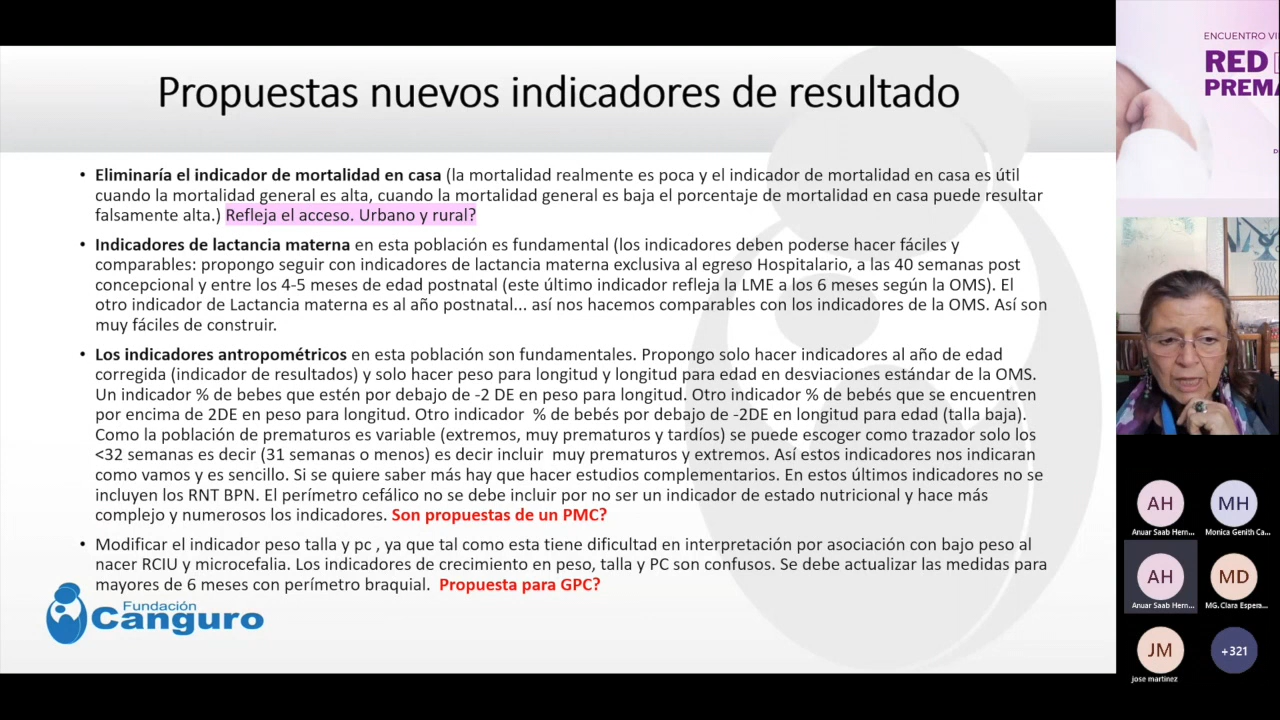 Propuestas nuevos indicadores de resultado
• Eliminaría el indicador de mortalidad en casa (la mortalidad realmente es poca y el indicador de mortalidad en casa es útil
cuando la mortalidad general es alta, cuando la mortalidad general es baja el porcentaje de mortalidad en casa puede resultar
falsamente alta.) Refleja el acceso. Urbano y rural?
• Indicadores de lactancia materna en esta población es fundamental (los indicadores deben poderse hacer fáciles y
comparables: propongo seguir con indicadores de lactancia materna exclusiva al egreso Hospitalario, a las 40 semanas post
concepcional y entre los 4-5 meses de edad postnatal (este último indicador refleja la LME a los 6 meses según la OMS). El
otro indicador de Lactancia materna es al año postnatal... así nos hacemos comparables con los indicadores de la OMS. Así son
muy fáciles de construir.
• Los indicadores antropométricos en esta población son fundamentales. Propongo solo hacer indicadores al año de edad
corregida (indicador de resultados) y solo hacer peso para longitud y longitud para edad en desviaciones estándar de la OMS.
Un indicador % de bebes que estén por debajo de -2 DE en peso para longitud. Otro indicador % de bebés que se encuentren
por encima de 2DE en peso para longitud. Otro indicador % de bebés por debajo de -2DE en longitud para edad (talla baja).
Como la población de prematuros es variable (extremos, muy prematuros y tardíos) se puede escoger como trazador solo los
<32 semanas es decir (31 semanas o menos) es decir incluir muy prematuros y extremos. Así estos indicadores nos indicaran
como vamos y es sencillo. Si se quiere saber más hay que hacer estudios complementarios. En estos últimos indicadores no se
incluyen los RNT BPN. El perímetro cefálico no se debe incluir por no ser un indicador de estado nutricional y hace más
complejo y numerosos los indicadores. Son propuestas de un PMC?
• Modificar el indicador peso talla y pc , ya que tal como esta tiene dificultad en interpretación por asociación con bajo peso al
nacer RCIU y microcefalia. Los indicadores de crecimiento en peso, talla y PC son confusos. Se debe actualizar las medidas para
mayores de 6 meses con perímetro braquial. Propuesta para GPC?
Fundación
Canguro
ENCUENTRO VI
RED
PREMA
AH
MH
Anuar Saab Hern...
Monica Genith Ca...
AH
MD
Anuar Saab Hern...
MG. Clara Espera...
JM
+321
jose martinez